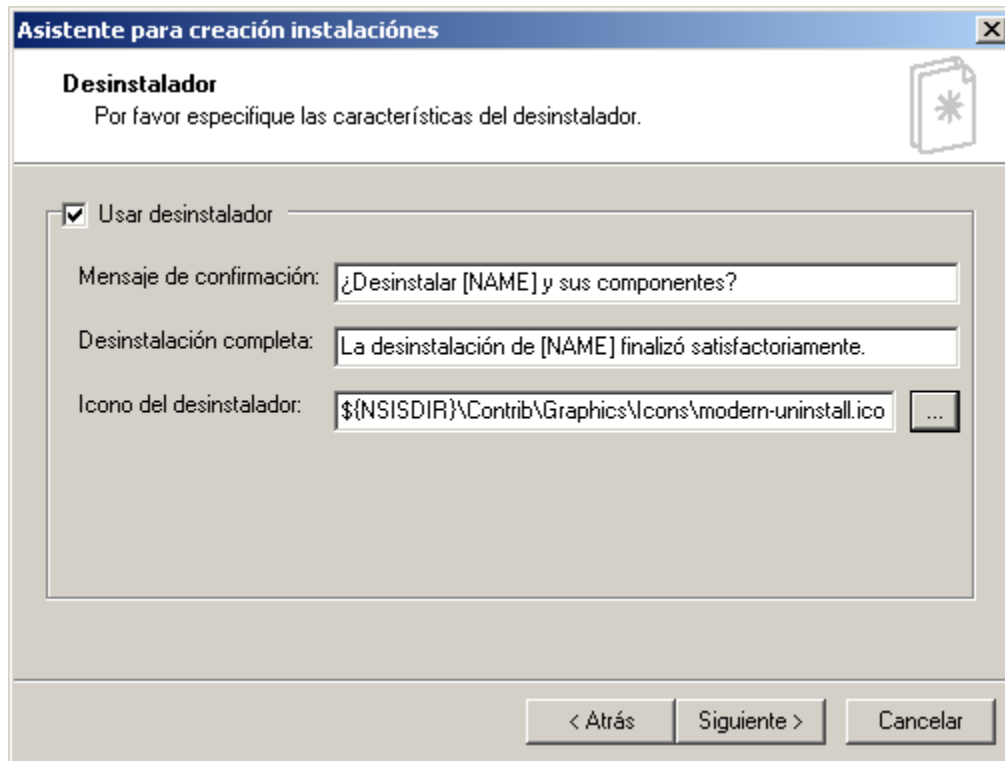 Asistente para creación instalaciónes
Desinstalador
Por favor especifique las características del desinstalador.
Usar desinstalador
Mensaje de confirmación:
¿Desinstalar [NAME] y sus componentes?
Desinstalación completa:
La desinstalación de [NAME] finalizó satisfactoriamente.
Icono del desinstalador:
${NSISDIR}\Contrib\Graphics\Icons\modern-uninstall.ico
...
< Atrás
Siguiente >
Cancelar